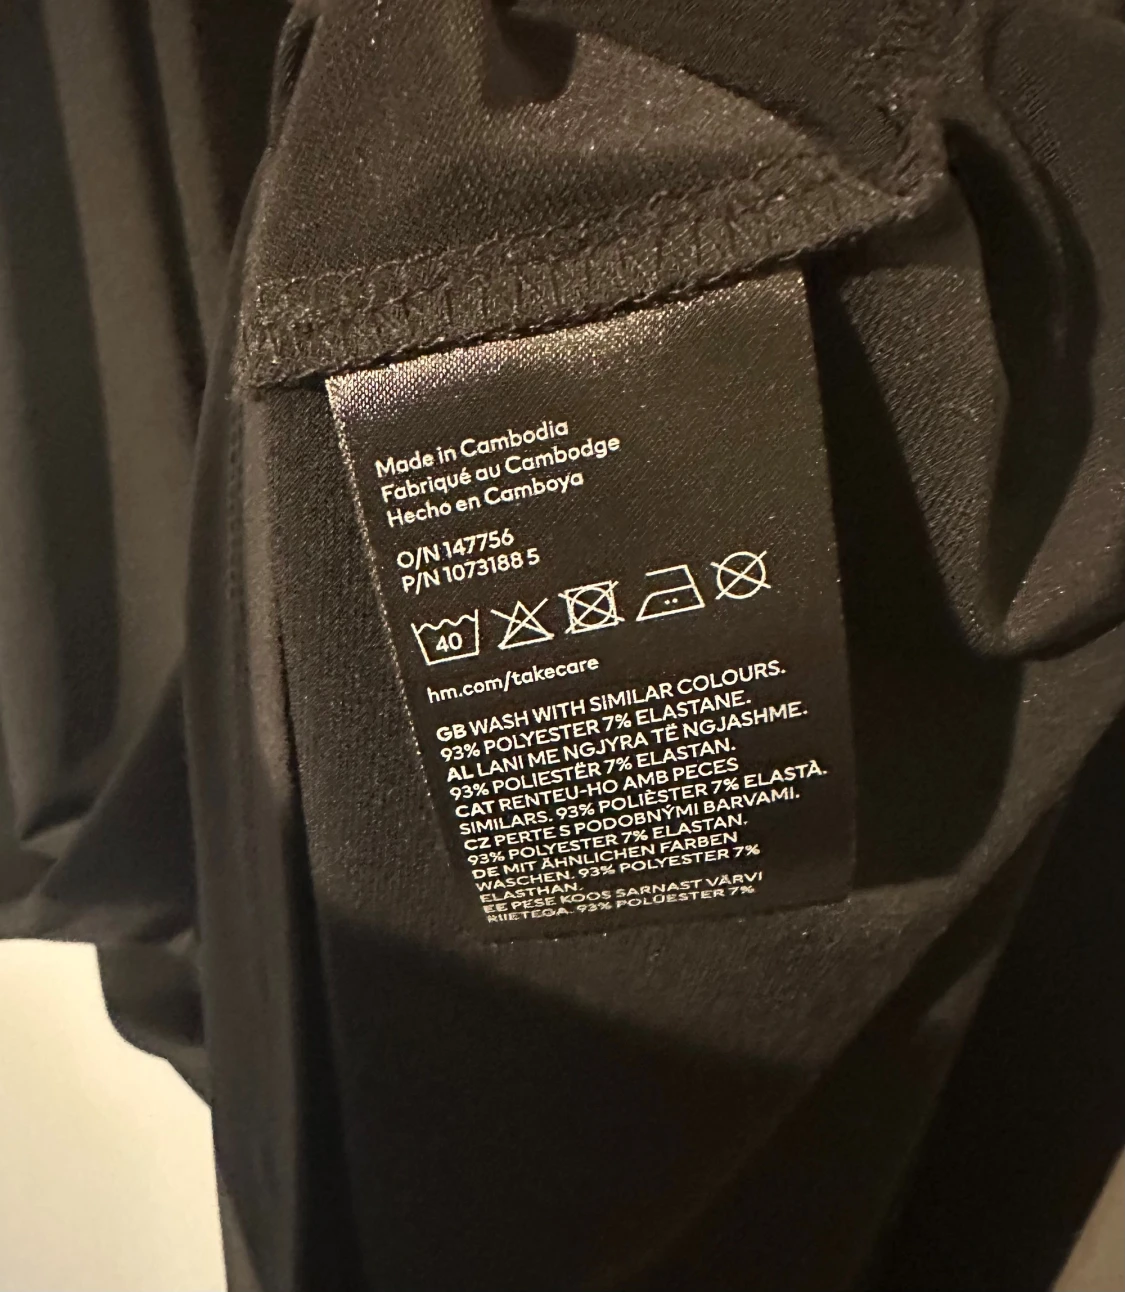 Made in Cambodia
Fabriqué au Cambodge
Hecho en Camboya
O/N 147756
P/N 1073188 5
40
hm.com/takecare
GB WASH WITH SIMILAR COLOURS.
93% POLYESTER 7% ELASTANE.
AL LANI ME NGJYRA TË NGJASHME.
93% POLIESTËR 7% ELASTAN.
CAT RENTEU-HO AMB PECES
SIMILARS. 93% POLIÈSTER 7% ELASTÀ.
CZ PERTE S PODOBNÝMI BARVAMI.
93% POLYESTER 7% ELASTAN.
DE MIT ÄHNLICHEN FARBEN
WASCHEN. 93% POLYESTER 7%
ELASTHAN.
EE PESE KOOS SARNAST VÄRVI
RIIETEGA. 93% POLÜESTER 7%